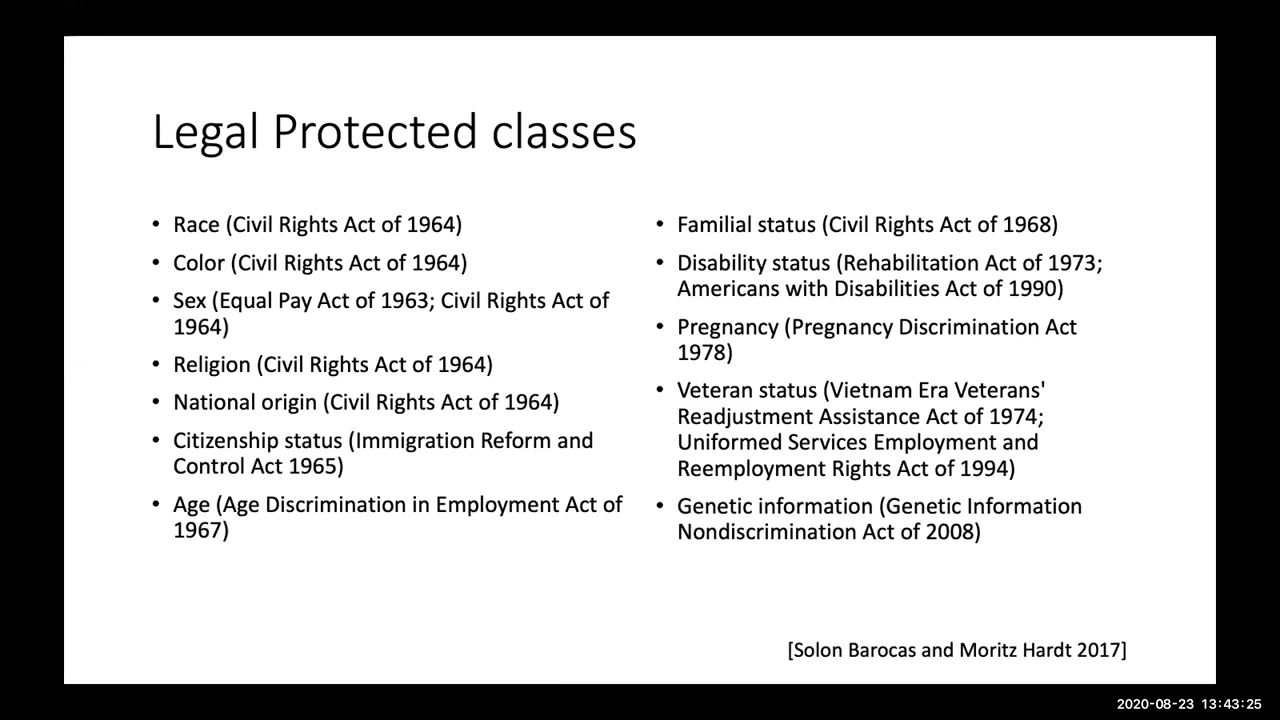 Legal Protected classes
• Race (Civil Rights Act of 1964)
• Color (Civil Rights Act of 1964)
• Sex (Equal Pay Act of 1963; Civil Rights Act of
1964)
• Religion (Civil Rights Act of 1964)
• National origin (Civil Rights Act of 1964)
• Citizenship status (Immigration Reform and
Control Act 1965)
• Age (Age Discrimination in Employment Act of
1967)
• Familial status (Civil Rights Act of 1968)
• Disability status (Rehabilitation Act of 1973;
Americans with Disabilities Act of 1990)
• Pregnancy (Pregnancy Discrimination Act
1978)
• Veteran status (Vietnam Era Veterans'
Readjustment Assistance Act of 1974;
Uniformed Services Employment and
Reemployment Rights Act of 1994)
• Genetic information (Genetic Information
Nondiscrimination Act of 2008)
[Solon Barocas and Moritz Hardt 2017]
2020-08-23 13:43:25